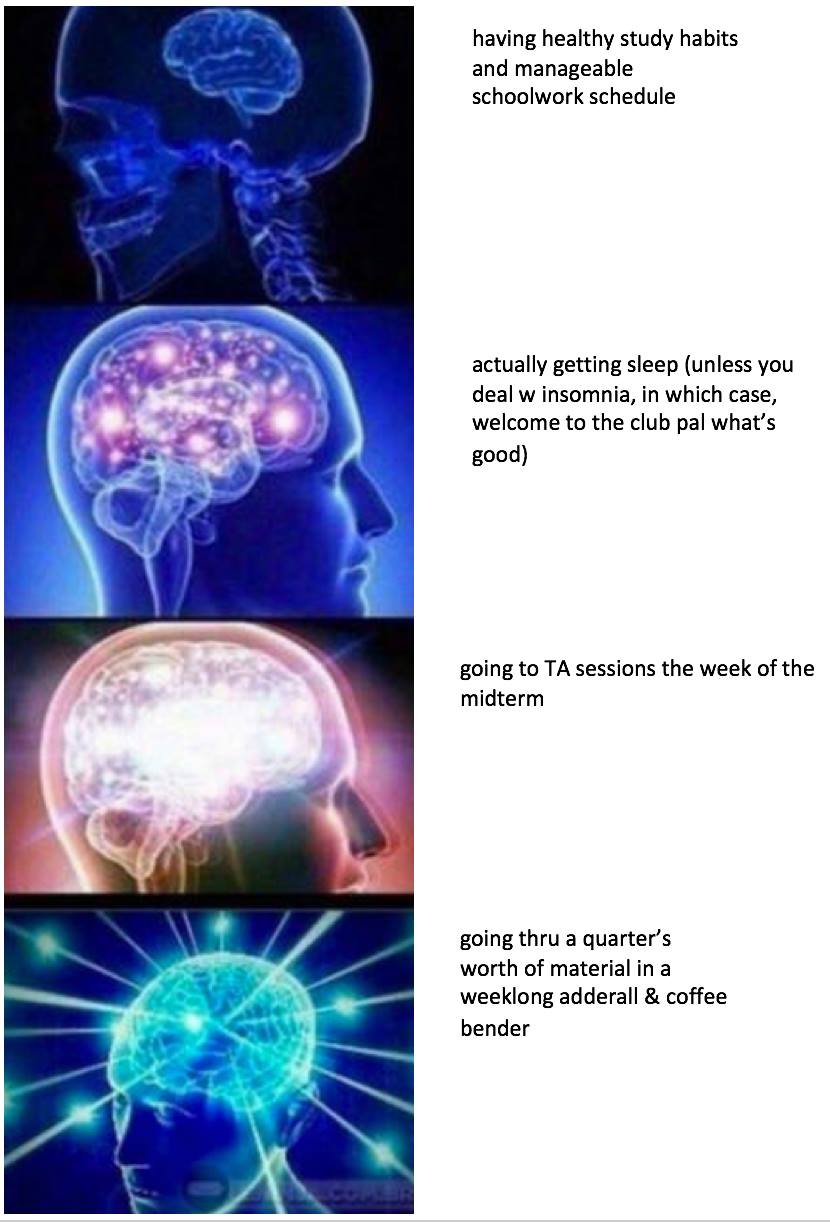 having healthy study habits
and manageable
schoolwork schedule
actually getting sleep (unless you
deal w insomnia, in which case,
welcome to the club pal what's
good)
going to TA sessions the week of the
midterm
going thru a quarter's
worth of material in a
weeklong adderall & coffee
bender